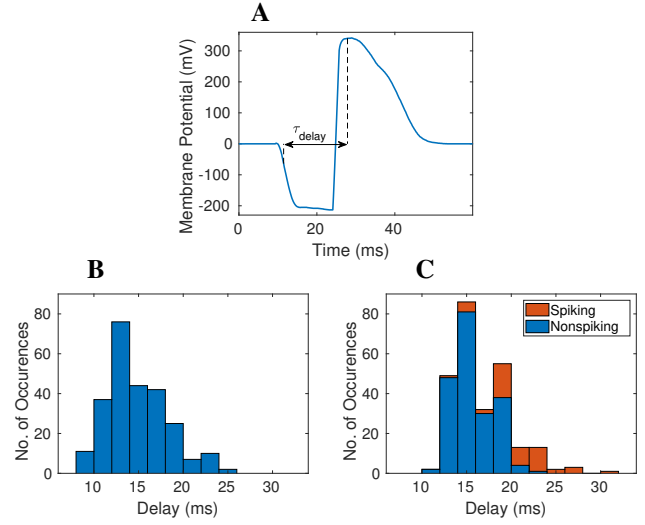 A
Membrane Potential (mV)
300
200
100
0
-100
-200
τdelay
0 20 40
Time (ms)
B
No. of Occurences
80
60
40
20
0
10 15 20 25 30
Delay (ms)
C
No. of Occurences
80
60
40
20
0
Spiking
Nonspiking
10 15 20 25 30
Delay (ms)